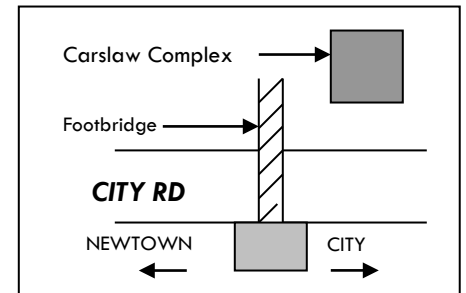 Carslaw Complex
Footbridge
CITY RD
NEWTOWN
CITY